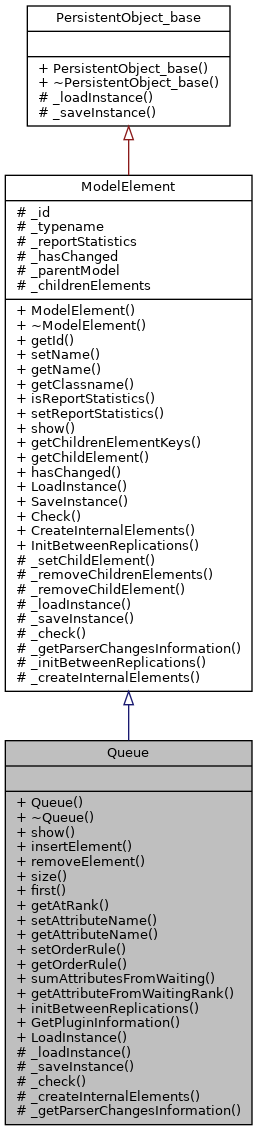 PersistentObject_base
+ PersistentObject_base()
+ ~PersistentObject_base()
# _loadInstance()
# _saveInstance()
ModelElement
# _id
# _typename
# _reportStatistics
# _hasChanged
# _parentModel
# _childrenElements
+ ModelElement()
+ ~ModelElement()
+ getId()
+ setName()
+ getName()
+ getClassname()
+ isReportStatistics()
+ setReportStatistics()
+ show()
+ getChildrenElementKeys()
+ getChildElement()
+ hasChanged()
+ LoadInstance()
+ SaveInstance()
+ Check()
+ CreateInternalElements()
+ InitBetweenReplications()
# _setChildElement()
# _removeChildrenElements()
# _removeChildElement()
# _loadInstance()
# _saveInstance()
# _check()
# _getParserChangesInformation()
# _initBetweenReplications()
# _createInternalElements()
Queue
+ Queue()
+ ~Queue()
+ show()
+ insertElement()
+ removeElement()
+ size()
+ first()
+ getAtRank()
+ setAttributeName()
+ getAttributeName()
+ setOrderRule()
+ getOrderRule()
+ sumAttributesFromWaiting()
+ getAttributeFromWaitingRank()
+ initBetweenReplications()
+ GetPluginInformation()
+ LoadInstance()
# _loadInstance()
# _saveInstance()
# _check()
# _createInternalElements()
# _getParserChangesInformation()